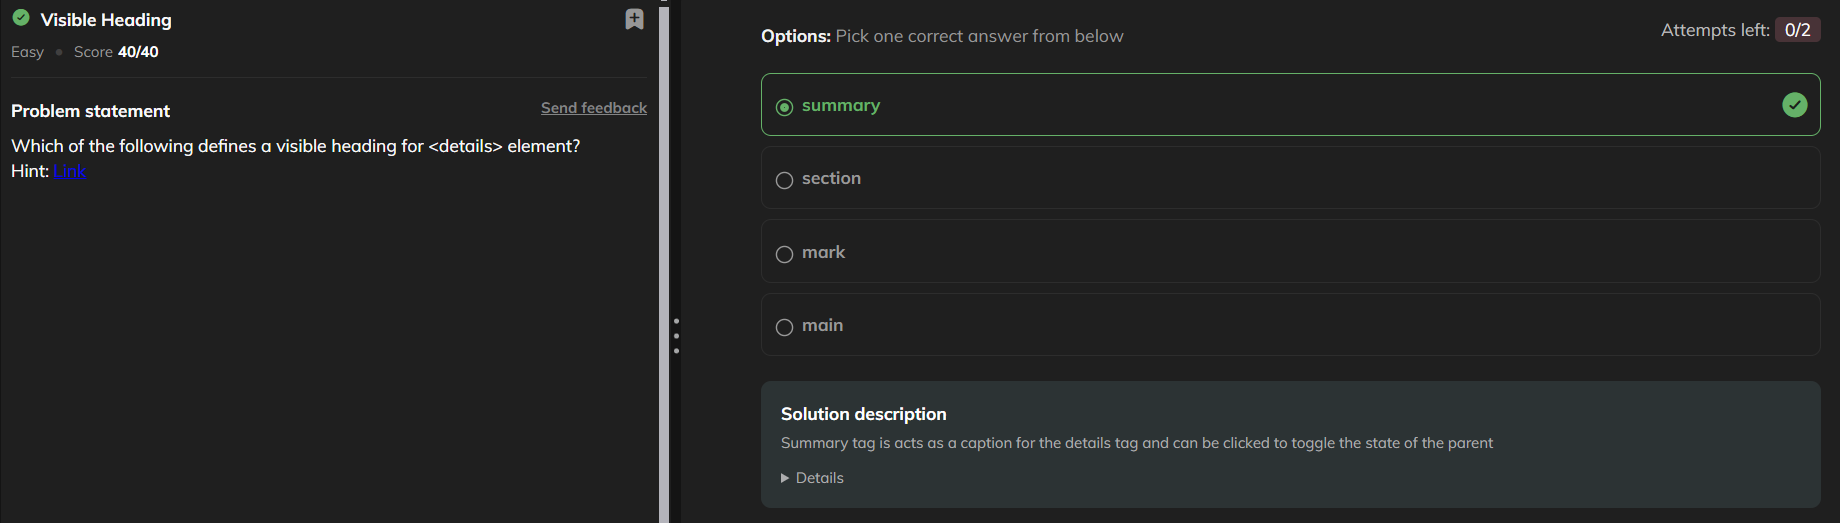 Visible Heading
Easy • Score 40/40
Problem statement
Send feedback
Which of the following defines a visible heading for <details> element?
Hint: Link
Options: Pick one correct answer from below
Attempts left: 0/2
summary
section
mark
main
Solution description
Summary tag is acts as a caption for the details tag and can be clicked to toggle the state of the parent
Details